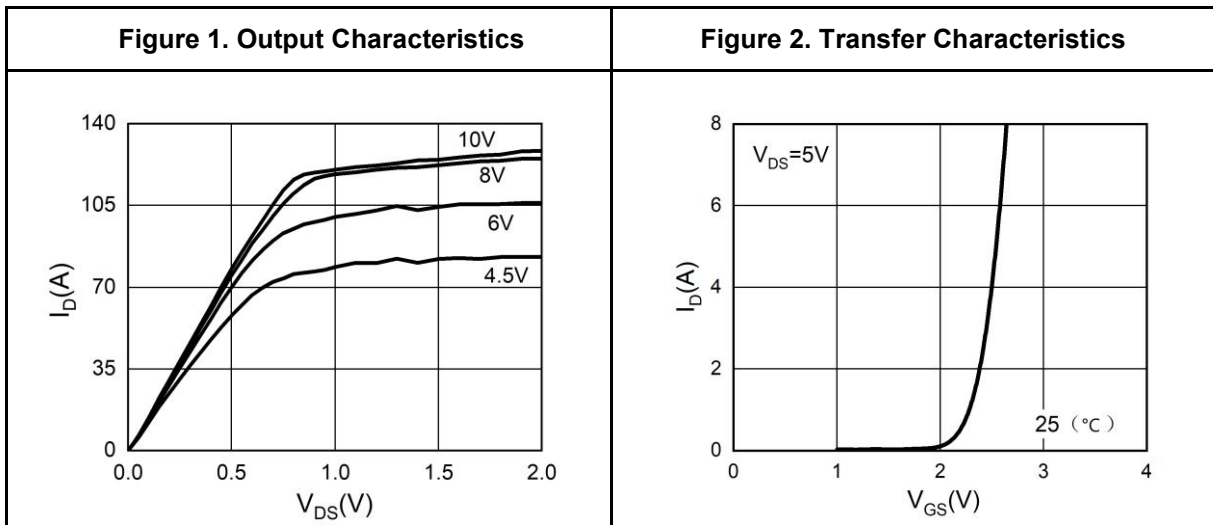 Figure 1. Output Characteristics
Figure 2. Transfer Characteristics
140
105
70
35
0
I_D(A)
10V
8V
6V
4.5V
0.0
0.5
1.0
1.5
2.0
V_DS(V)
8
6
4
2
0
I_D(A)
V_DS=5V
25（℃）
0
1
2
3
4
V_GS(V)